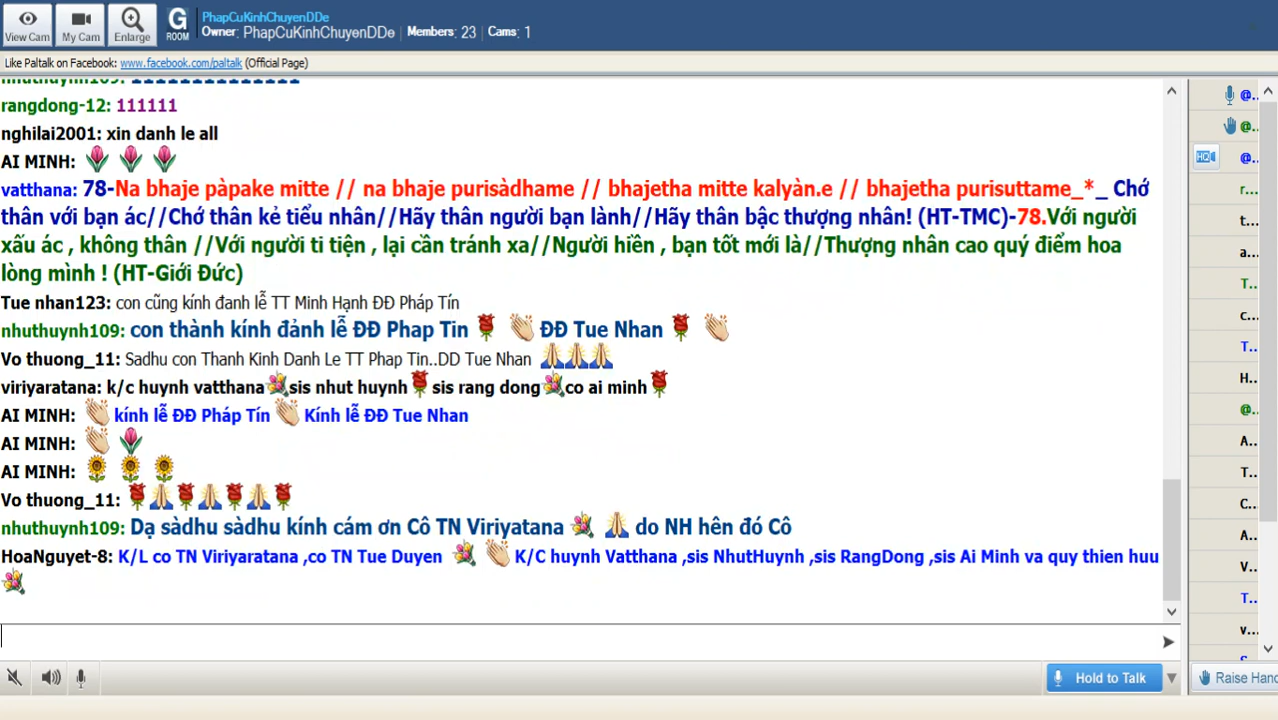 View Cam
My Cam
Enlarge
G
ROOM
PhapCuKinhChuyenDDe
Owner: PhapCuKinhChuyenDDe Members: 23 Cams: 1
Like Paltalk on Facebook: www.facebook.com/paltalk (Official Page)
nhuthuynh109:
rangdong-12: 111111
nghilai2001: xin danh le all
AI MINH:
vatthana: 78-Na bhaje pàpake mitte // na bhaje purisàdhame // bhajetha mitte kalyàn.e // bhajetha purisuttame_*_ Chớ
thân với bạn ác//Chớ thân kẻ tiểu nhân//Hãy thân người bạn lành//Hãy thân bậc thượng nhân! (HT-TMC)-78.Với người
xấu ác , không thân //Với người ti tiện , lại cần tránh xa//Người hiền , bạn tốt mới là//Thượng nhân cao quý điểm hoa
lòng mình ! (HT-Giới Đức)
Tue nhan123: con cũng kính đanh lễ TT Minh Hạnh ĐĐ Pháp Tín
nhuthuynh109: con thành kính đảnh lễ ĐĐ Phap Tin ĐĐ Tue Nhan
Vo thuong_11: Sadhu con Thanh Kinh Danh Le TT Phap Tin..DD Tue Nhan
viriyaratana: k/c huynh vatthana sis nhut huynh sis rang dong co ai minh
AI MINH: kính lễ ĐĐ Pháp Tín Kính lễ ĐĐ Tue Nhan
AI MINH:
AI MINH:
Vo thuong_11:
nhuthuynh109: Dạ sàdhu sàdhu kính cám ơn Cô TN Viriyatana do NH hên đó Cô
HoaNguyet-8: K/L co TN Viriyaratana ,co TN Tue Duyen K/C huynh Vatthana ,sis NhutHuynh ,sis RangDong ,sis Ai Minh va quy thien huu
@..
@..
HQ
@..
r...
t...
a...
T...
c...
T..
H..
@..
A...
T...
C...
A...
V...
T..
v...
Hold to Talk
Raise Hand